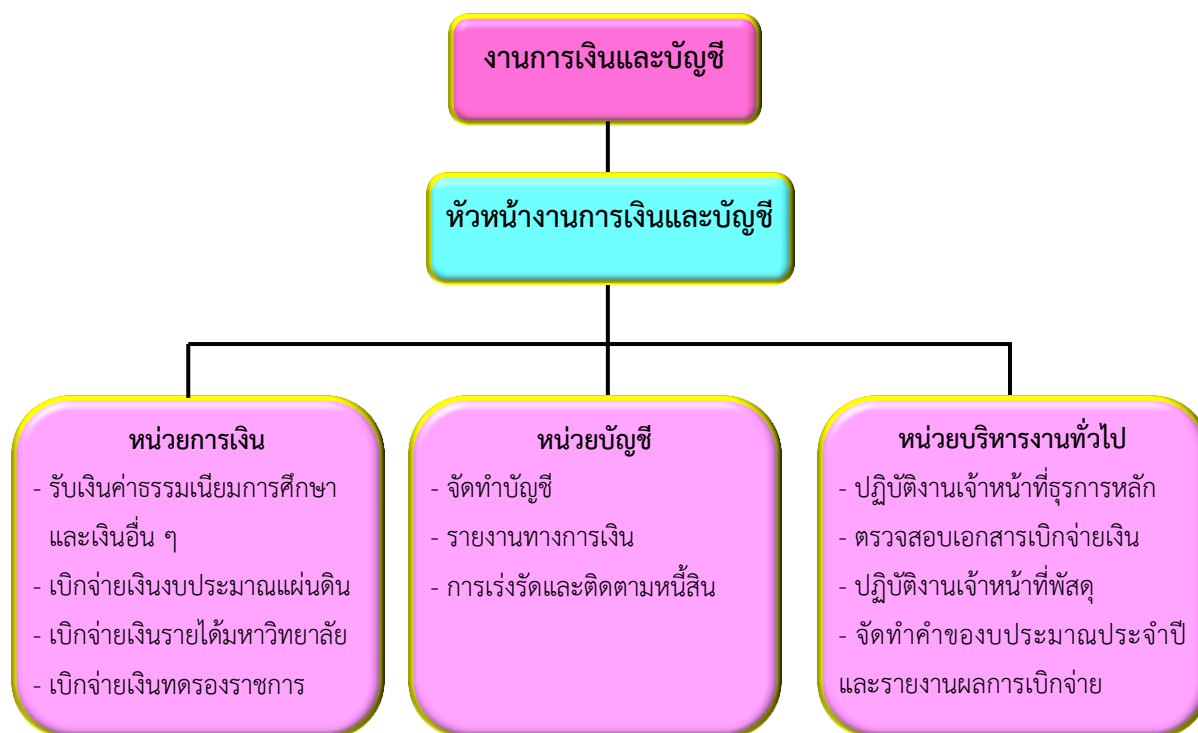 งานการเงินและบัญชี
หัวหน้างานการเงินและบัญชี
หน่วยการเงิน
- รับเงินค่าธรรมเนียมการศึกษา
และเงินอื่น ๆ
- เบิกจ่ายเงินงบประมาณแผ่นดิน
- เบิกจ่ายเงินรายได้มหาวิทยาลัย
- เบิกจ่ายเงินทดรองราชการ
หน่วยบัญชี
- จัดทำบัญชี
- รายงานทางการเงิน
- การเร่งรัดและติดตามหนี้สิน
หน่วยบริหารงานทั่วไป
- ปฏิบัติงานเจ้าหน้าที่ธุรการหลัก
- ตรวจสอบเอกสารเบิกจ่ายเงิน
- ปฏิบัติงานเจ้าหน้าที่พัสดุ
- จัดทำคำของบประมาณประจำปี
และรายงานผลการเบิกจ่าย